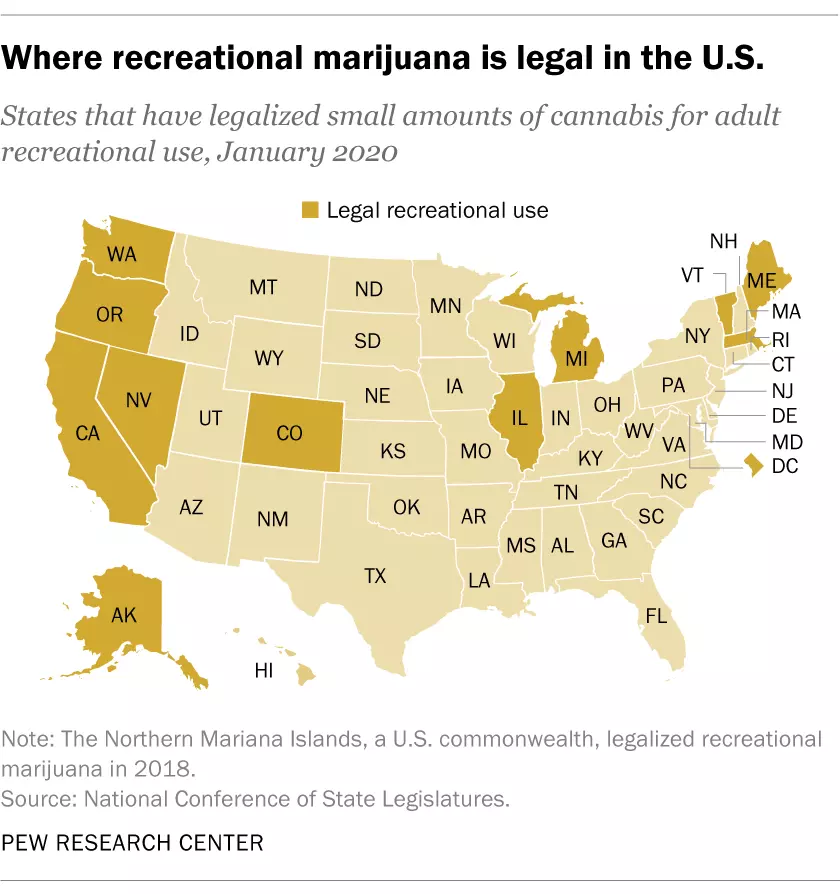 Where recreational marijuana is legal in the U.S.
States that have legalized small amounts of cannabis for adult
recreational use, January 2020
Legal recreational use
WA
OR
CA
NV
ID
MT
WY
UT
CO
AZ
NM
ND
SD
NE
KS
OK
TX
MN
IA
MO
AR
LA
WI
IL
MI
IN
OH
KY
TN
MS
AL
GA
FL
SC
NC
VA
WV
PA
NY
VT
NH
ME
MA
RI
CT
NJ
DE
MD
DC
AK
HI
Note: The Northern Mariana Islands, a U.S. commonwealth, legalized recreational
marijuana in 2018.
Source: National Conference of State Legislatures.
PEW RESEARCH CENTER